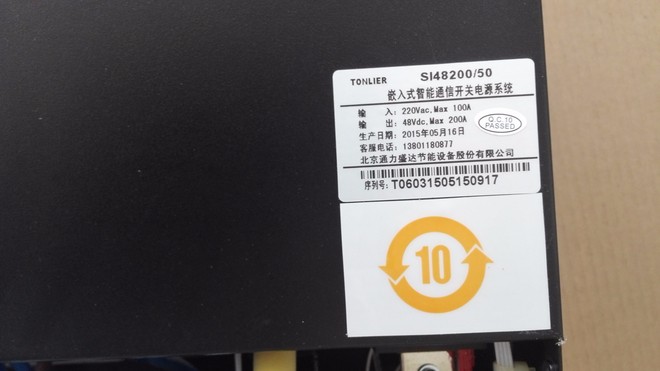 TONLIER SI48200/50
嵌入式智能通信开关电源系统
输 入: 220Vac,Max 100A
输 出: 48Vdc,Max 200A
Q.C.10
PASSED
生产日期: 2015年05月16日
客服电话: 13801180877
北京通力盛达节能设备股份有限公司
序列号: T06031505150917
10